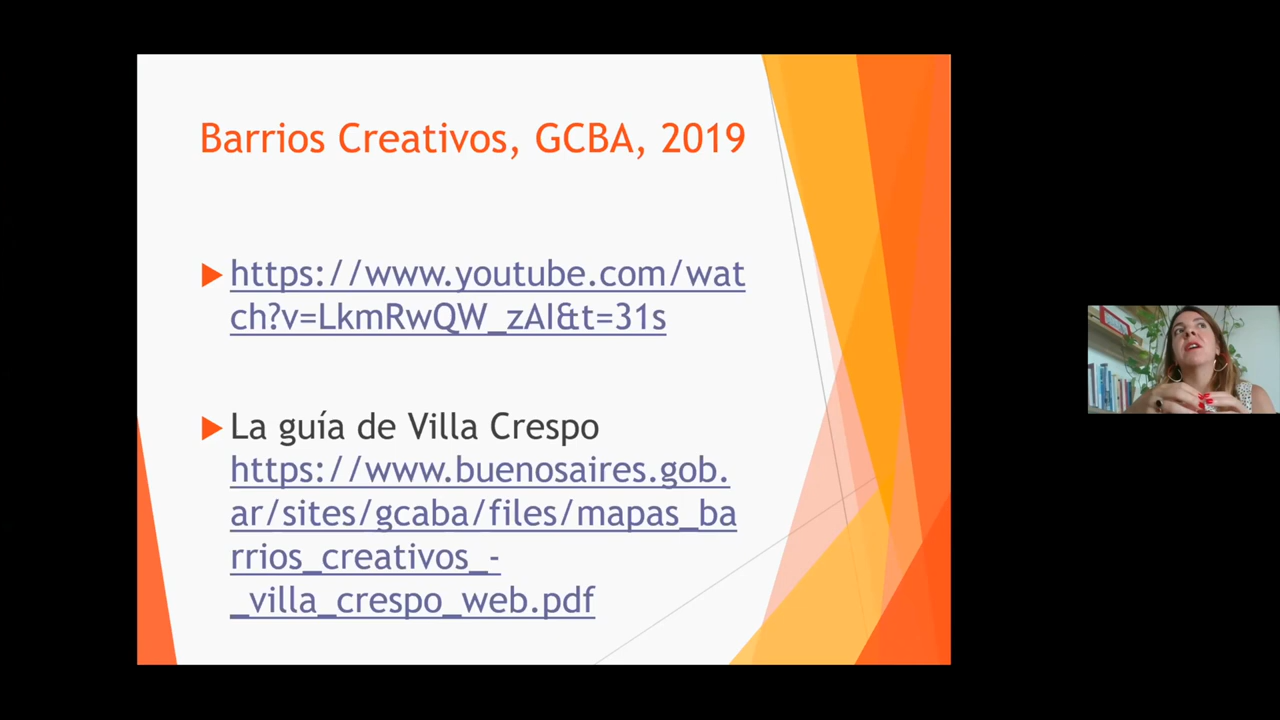 Barrios Creativos, GCBA, 2019
https://www.youtube.com/wat
ch?v=LkmRwQW_zAI&t=31s
La guía de Villa Crespo
https://www.buenosaires.gob.
ar/sites/gcaba/files/mapas_ba
rrios_creativos_-
_villa_crespo_web.pdf